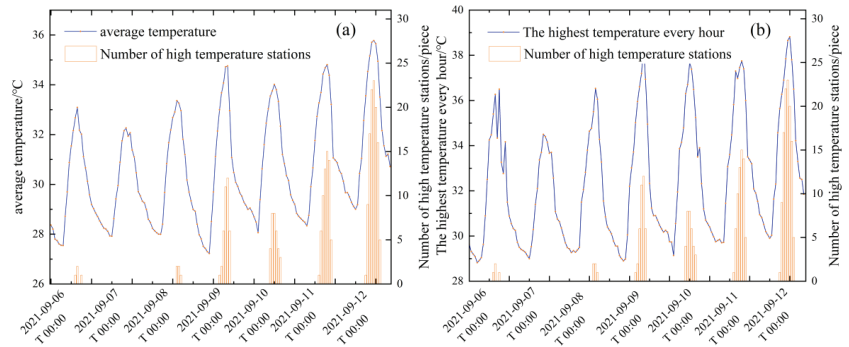 average temperature
Number of high temperature stations
(a)
36
34
32
30
28
26
average temperature/°C
30
25
20
15
10
5
0
Number of high temperature stations/piece
2021-09-06
T 00:00
2021-09-07
T 00:00
2021-09-08
T 00:00
2021-09-09
T 00:00
2021-09-10
T 00:00
2021-09-11
T 00:00
2021-09-12
T 00:00
The highest temperature every hour
Number of high temperature stations
(b)
40
38
36
34
32
30
28
The highest temperature every hour/°C
30
25
20
15
10
5
0
Number of high temperature stations/piece
2021-09-06
T 00:00
2021-09-07
T 00:00
2021-09-08
T 00:00
2021-09-09
T 00:00
2021-09-10
T 00:00
2021-09-11
T 00:00
2021-09-12
T 00:00